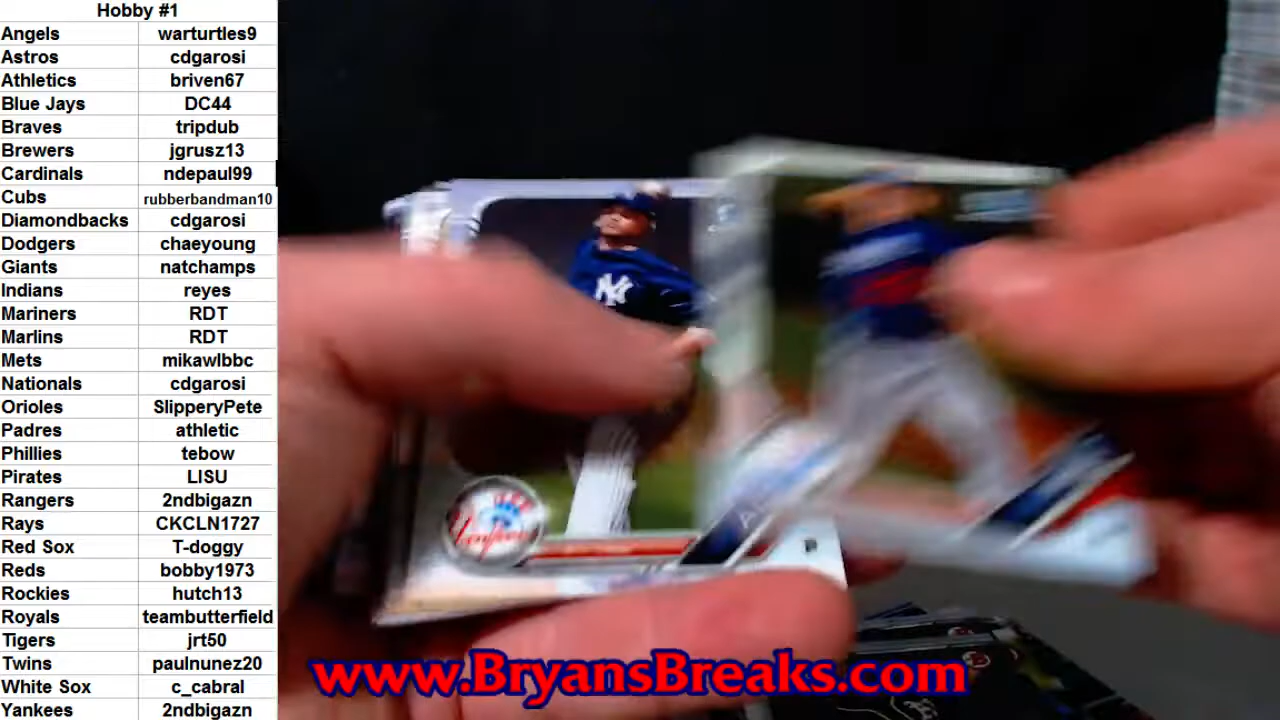 Hobby #1
Angels warturtles9
Astros cdgarosi
Athletics briven67
Blue Jays DC44
Braves tripdub
Brewers jgrusz13
Cardinals ndepaul99
Cubs rubberbandman10
Diamondbacks cdgarosi
Dodgers chaeyoung
Giants natchamps
Indians reyes
Mariners RDT
Marlins RDT
Mets mikawlbbc
Nationals cdgarosi
Orioles SlipperyPete
Padres athletic
Phillies tebow
Pirates LISU
Rangers 2ndbigazn
Rays CKCLN1727
Red Sox T-doggy
Reds bobby1973
Rockies hutch13
Royals teambutterfield
Tigers jrt50
Twins paulnunez20
White Sox c_cabral
Yankees 2ndbigazn
NY
Yankees
P
www.BryansBreaks.com